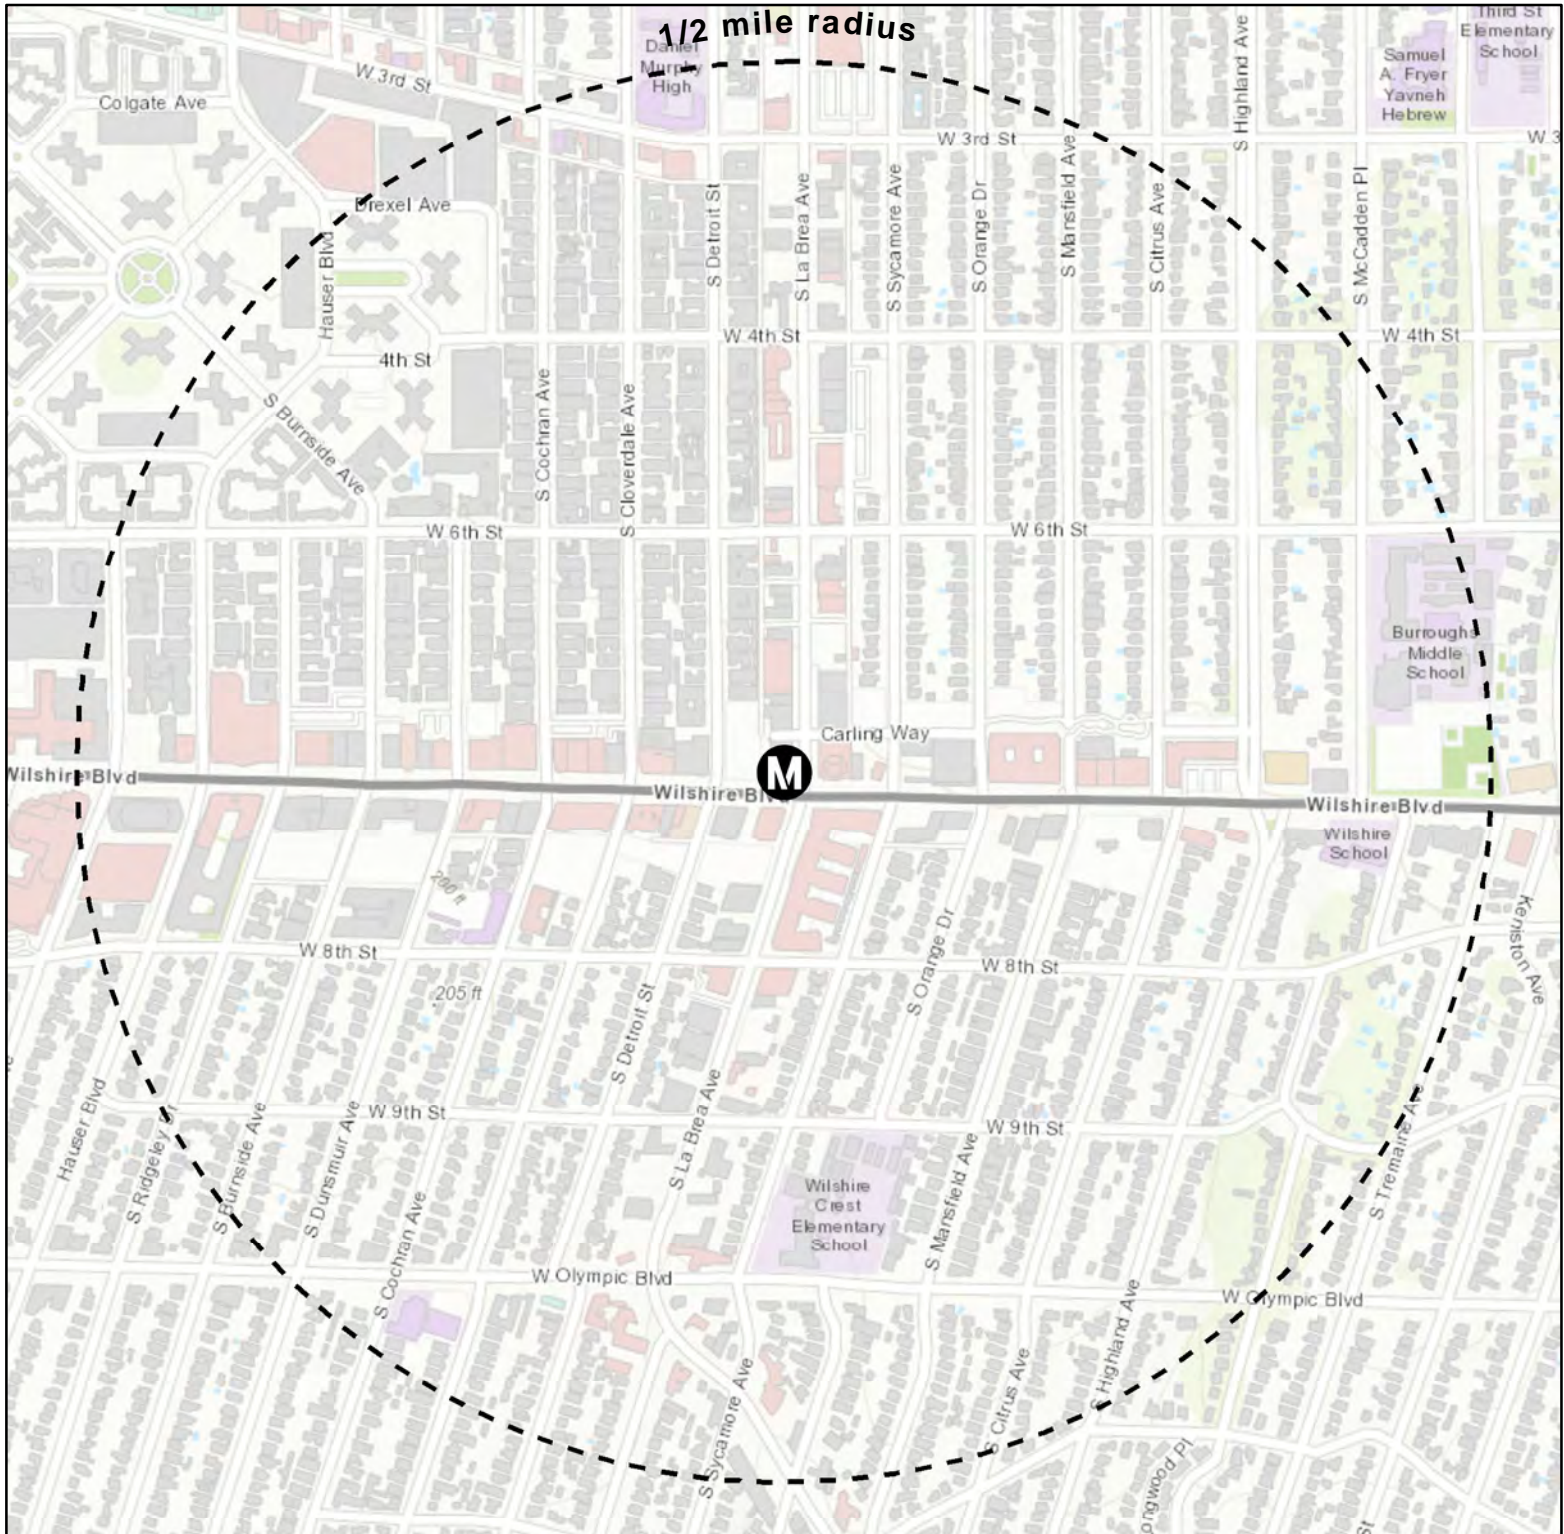 1/2 mile radius
Daniel
Murphy
High
Third St
Elementary
School
Samuel
A. Fryer
Yavneh
Hebrew
W 3rd St
Colgate Ave
S Highland Ave
W 3rd St
W 3
Drexel Ave
Hauser Blvd
S Detroit St
S La Brea Ave
S Sycamore Ave
S Orange Dr
S Mansfield Ave
S Citrus Ave
S McCadden Pl
W 4th St
W 4th St
4th St
S Burnside Ave
S Cochran Ave
S Cloverdale Ave
W 6th St
W 6th St
Burroughs
Middle
School
Carling Way
M
Wilshire Blvd
Wilshire Blvd
Wilshire Blvd
Wilshire
School
200 ft
Keniston Ave
W 8th St
W 8th St
S Orange Dr
205 ft
S Detroit St
Hauser Blvd
S Ridgeley Dr
S Burnside Ave
S Dunsmuir Ave
W 9th St
S La Brea Ave
W 9th St
S Tremaine Ave
Wilshire
Crest
Elementary
School
S Mansfield Ave
S Cochran Ave
W Olympic Blvd
W Olympic Blvd
S Highland Ave
S Citrus Ave
S Sycamore Ave
ongwood Pl
St